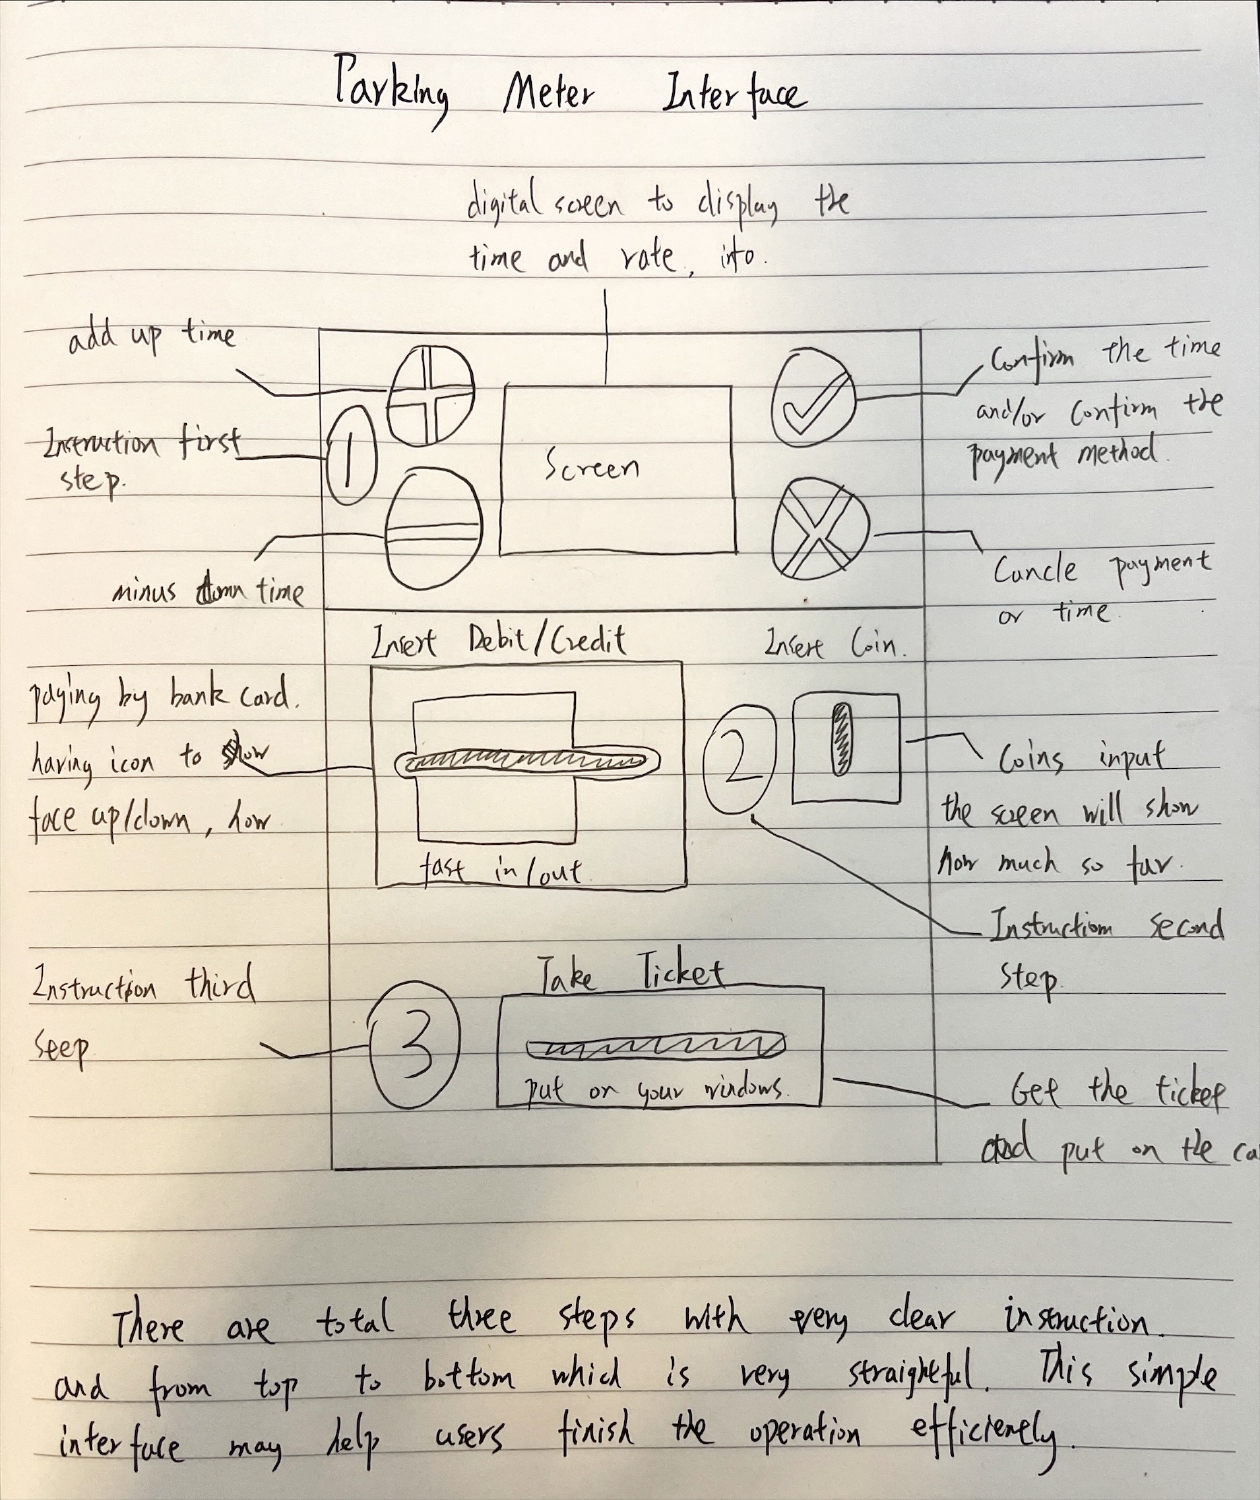 Parking Meter Interface
digital screen to display the
time and rate, info.
add up time
Instruction first
step.
minus down time
1
Screen
Confirm the time
and/or confirm the
payment method.
Cancle payment
or time.
Insert Debit/Credit
Insert Coin.
paying by bank card.
having icon to show
face up/down, how
fast in/out.
2
Coins input
the screen will show
how much so far.
Instruction second
step.
Instruction third
seep
3
Take Ticket
put on your windows.
Get the ticket
and put on the ca
There are total three steps with very clear instruction.
and from top to bottom which is very straightful. This simple
interface may help users finish the operation efficiently.